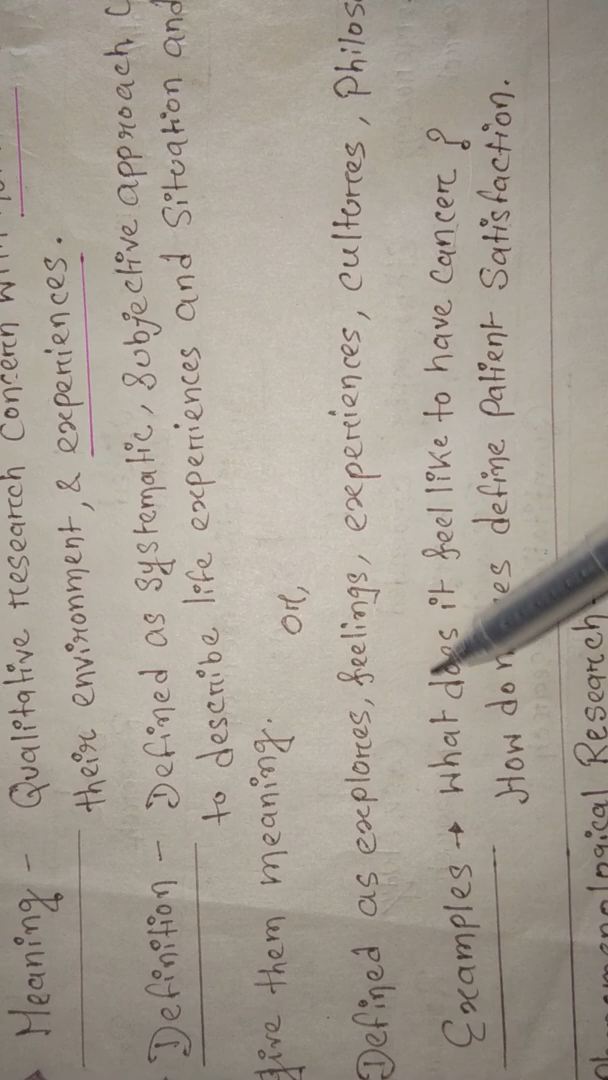 Meaning - Qualitative research concern with
their environment, & experiences.
Definition - Defined as systematic, subjective approach
to describe life experiences and situation and
give them meaning.
or,
Defined as explores, feelings, experiences, cultures,
Examples → What does it feel like to have cancer ?
How do define patient satisfaction.
Research.